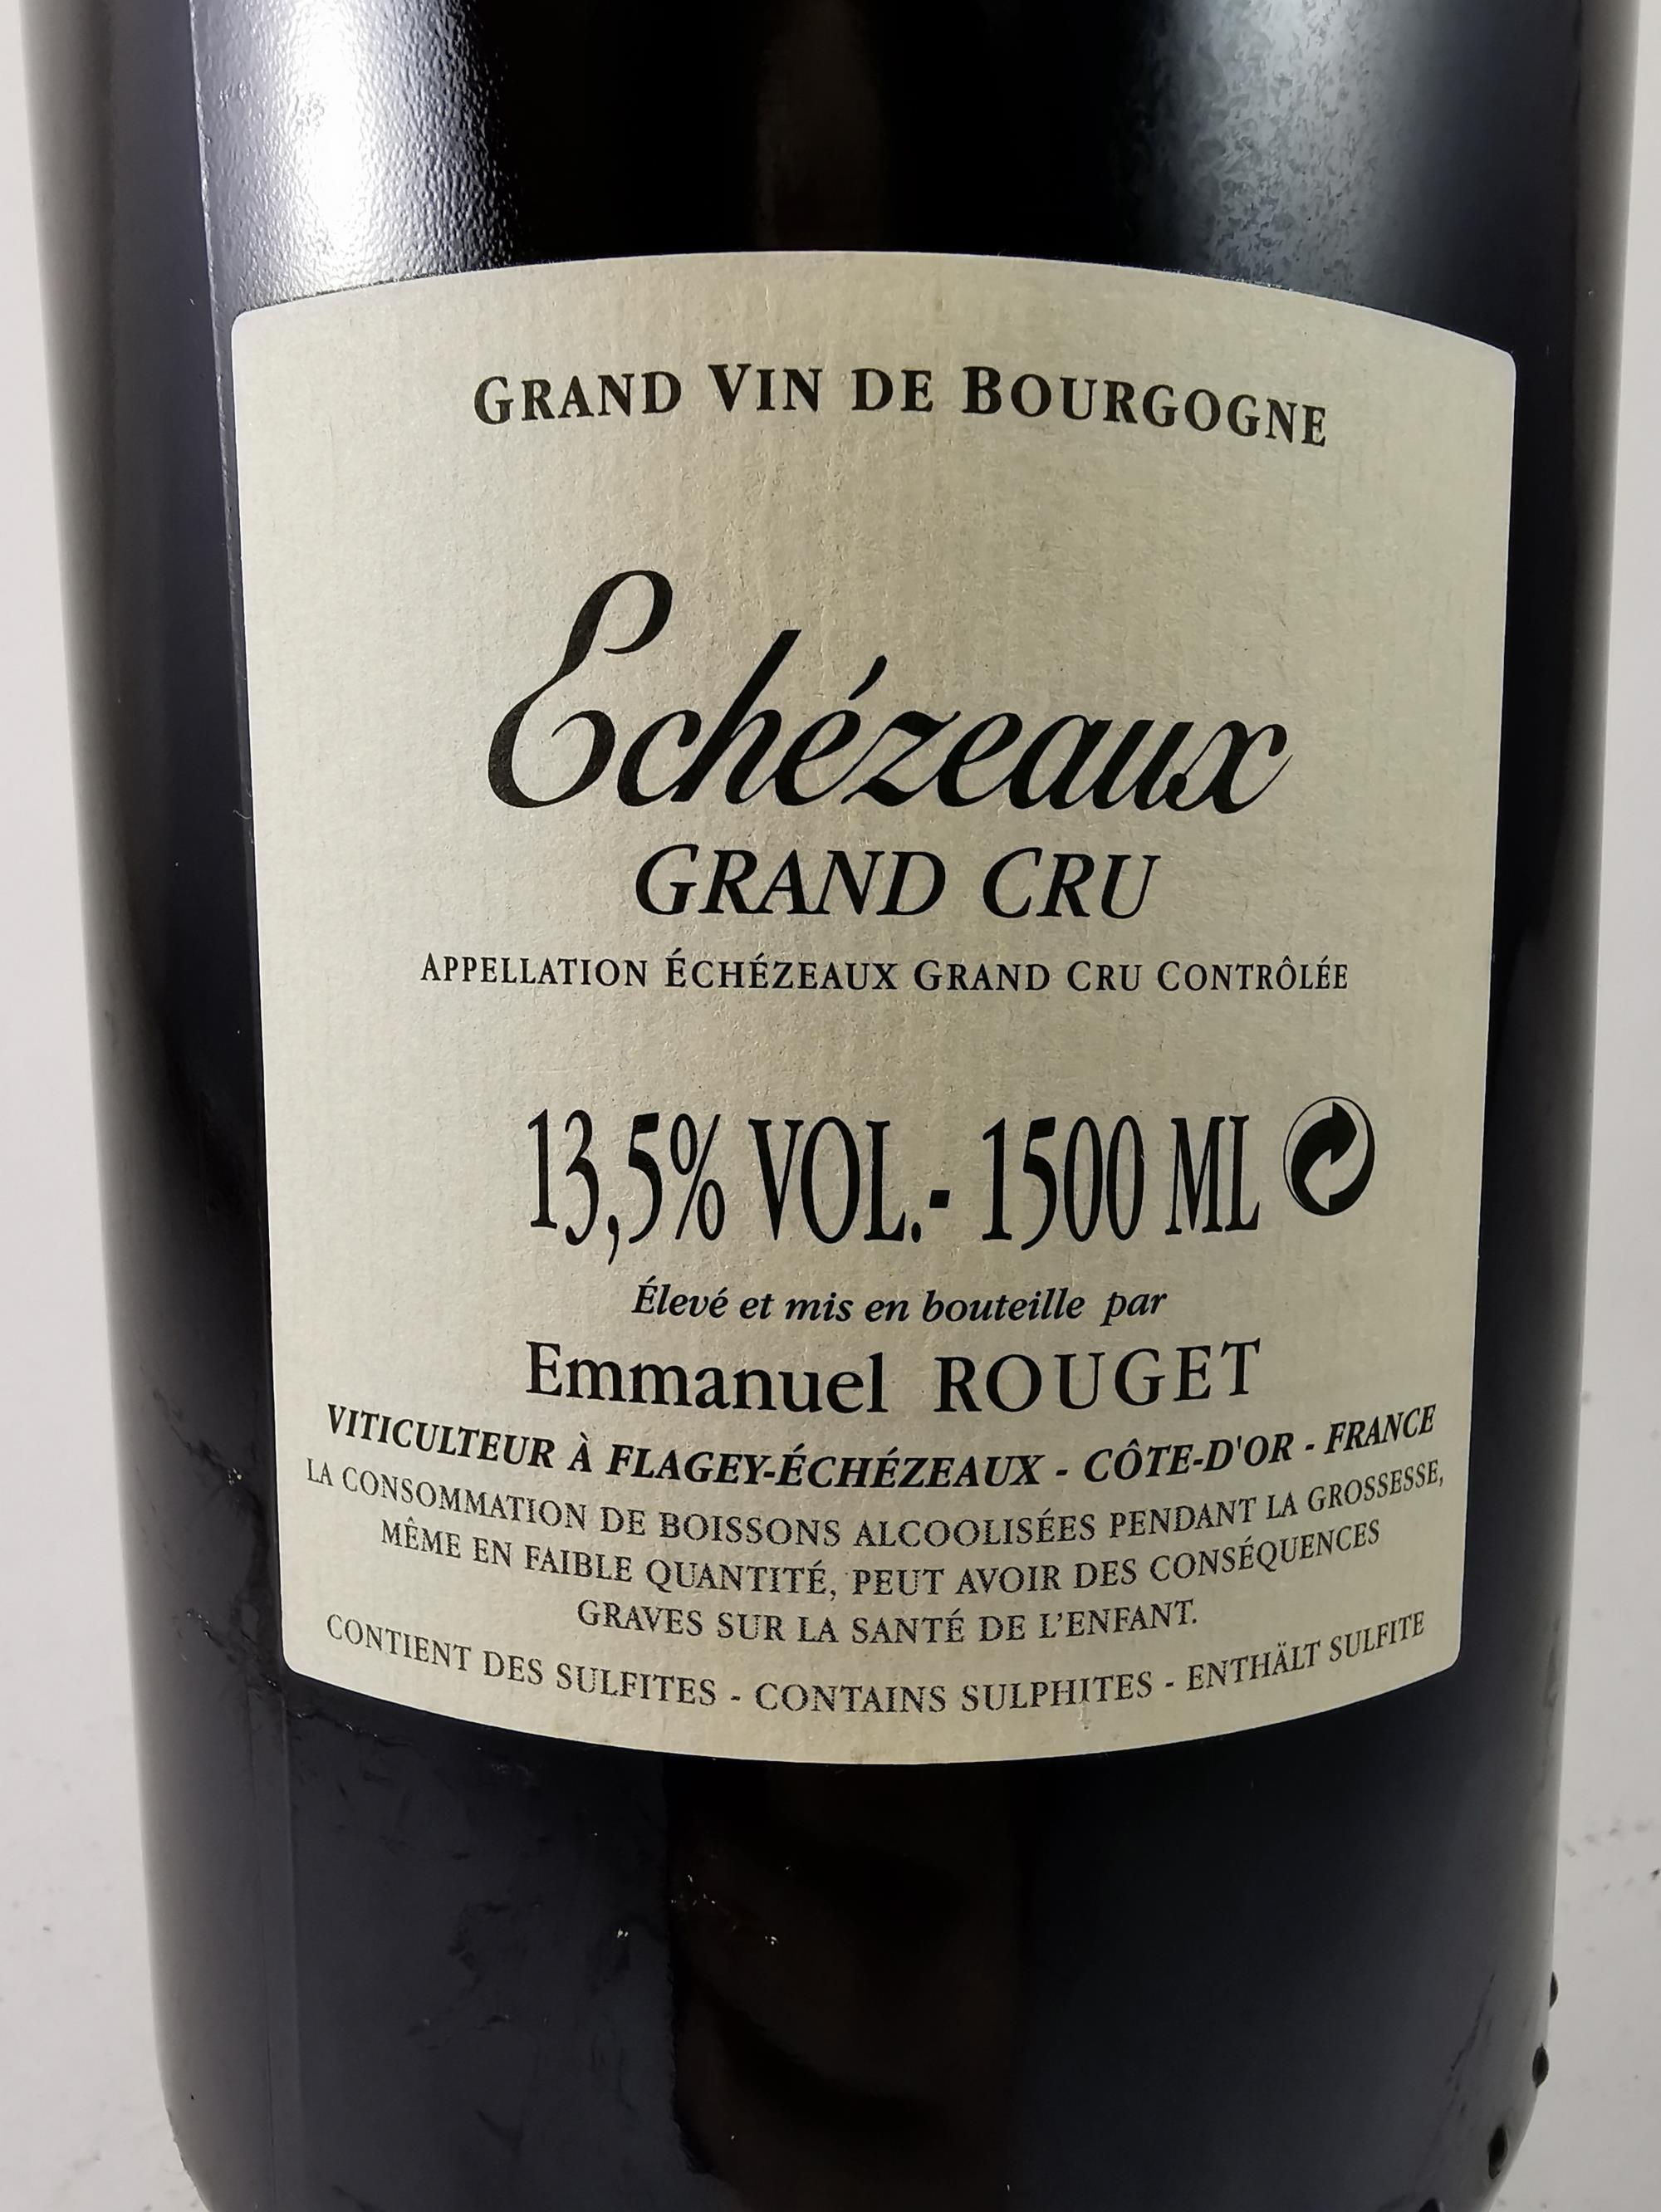 GRAND VIN DE BOURGOGNE
Echézeaux
GRAND CRU
APPELLATION ÉCHÉZEAUX GRAND CRU CONTRÔLÉE
13,5% VOL.- 1500 ML
Élevé et mis en bouteille par
Emmanuel ROUGET
VITICULTEUR À FLAGEY-ÉCHÉZEAUX - CÔTE-D'OR - FRANCE
LA CONSOMMATION DE BOISSONS ALCOOLISÉES PENDANT LA GROSSESSE,
MÊME EN FAIBLE QUANTITÉ, PEUT AVOIR DES CONSÉQUENCES
GRAVES SUR LA SANTÉ DE L'ENFANT.
CONTIENT DES SULFITES - CONTAINS SULPHITES - ENTHÄLT SULFITE